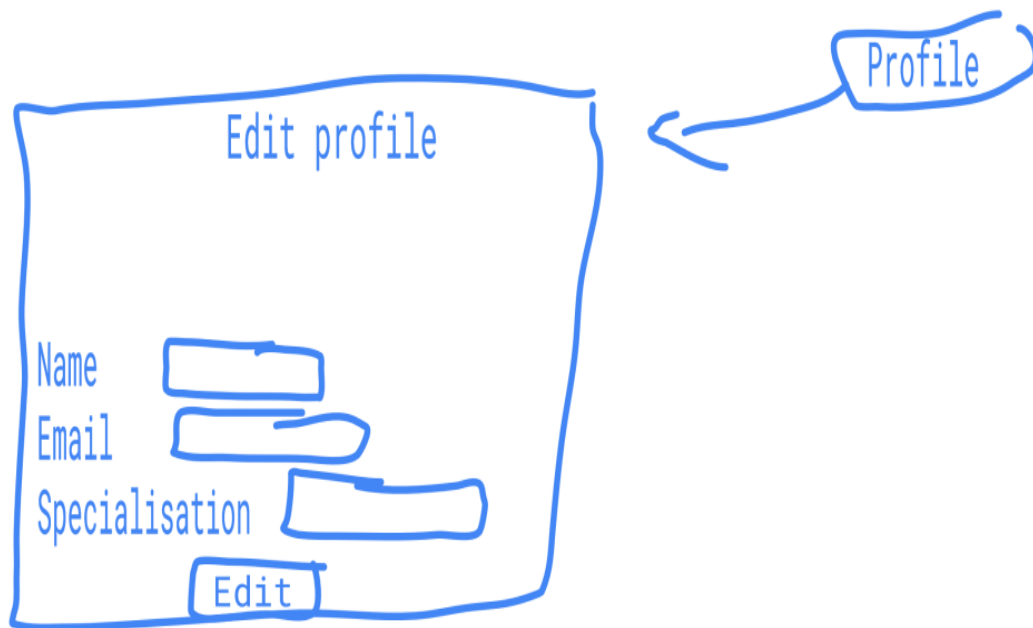 Profile
Edit profile
Name
Email
Specialisation
Edit